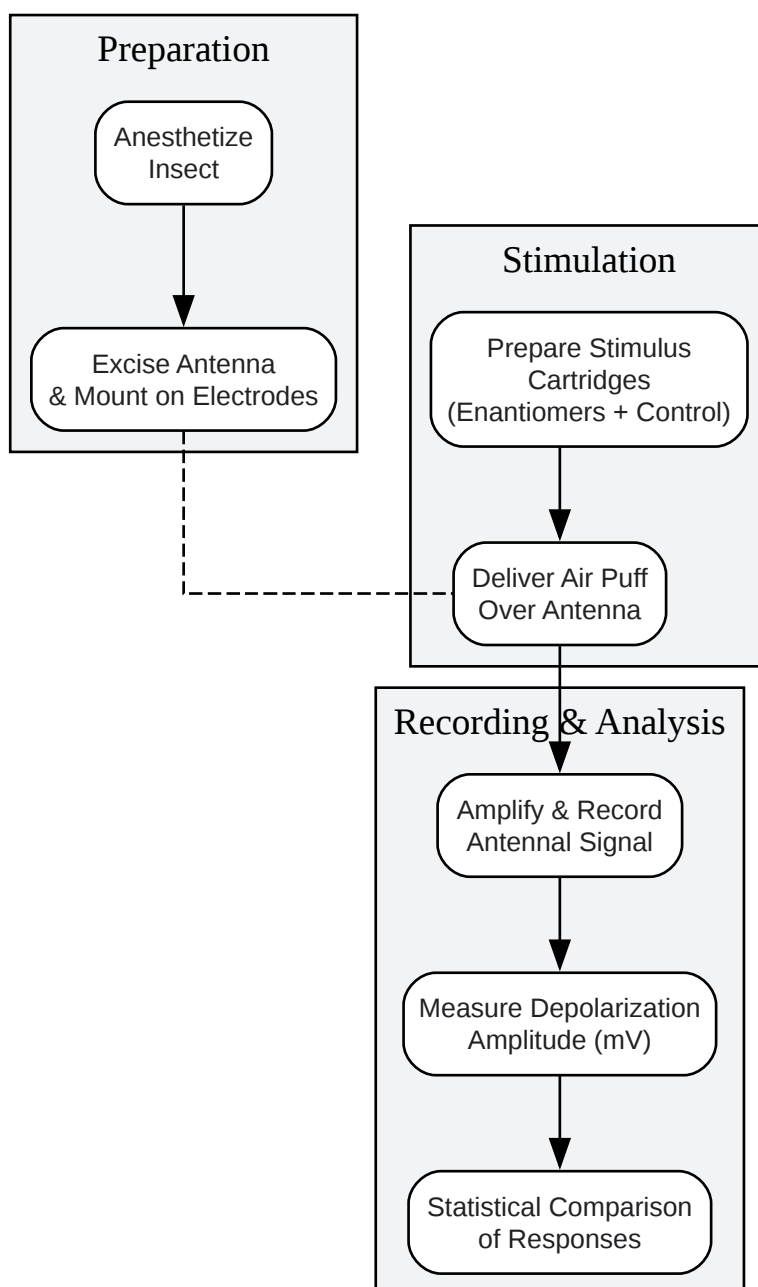 Preparation
Anesthetize
Insect
Excise Antenna
& Mount on Electrodes
Stimulation
Prepare Stimulus
Cartridges
(Enantiomers + Control)
Deliver Air Puff
Over Antenna
Recording & Analysis
Amplify & Record
Antennal Signal
Measure Depolarization
Amplitude (mV)
Statistical Comparison
of Responses